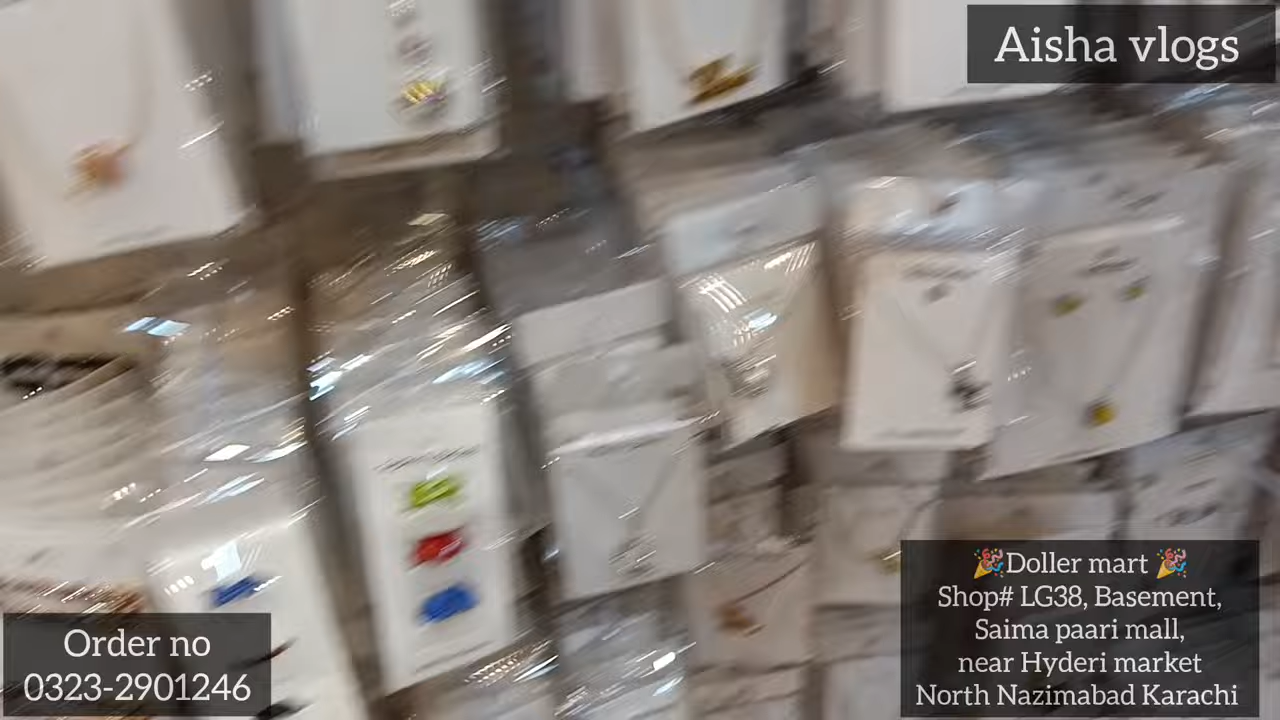 Aisha vlogs
Order no
0323-2901246
🎉Doller mart 🎉
Shop# LG38, Basement,
Saima paari mall,
near Hyderi market
North Nazimabad Karachi